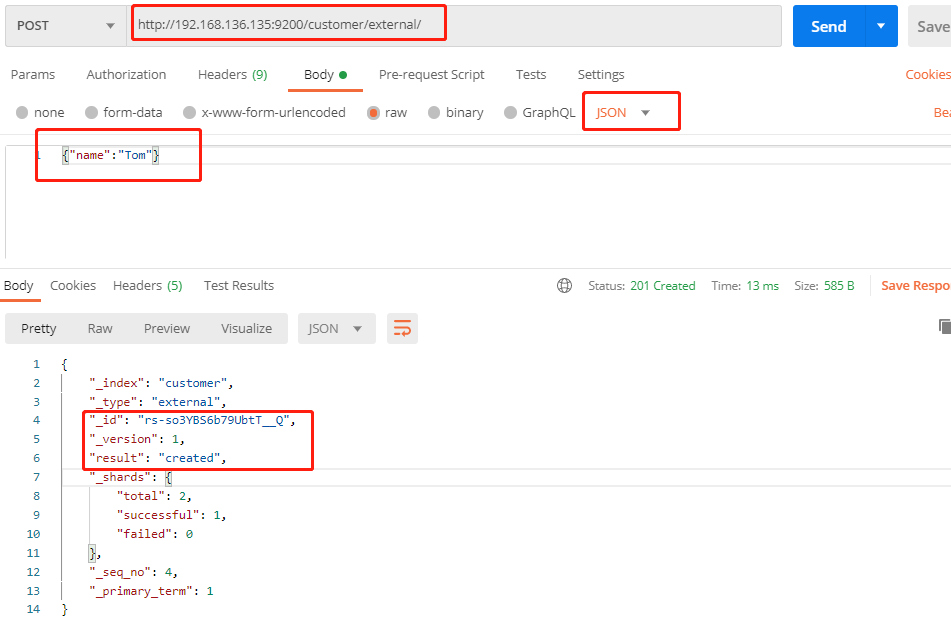 POST http://192.168.136.135:9200/customer/external/ Send Save
Params Authorization Headers (9) Body Pre-request Script Tests Settings Cookies
none form-data x-www-form-urlencoded raw binary GraphQL JSON Bea
1 {"name":"Tom"}
Body Cookies Headers (5) Test Results Status: 201 Created Time: 13 ms Size: 585 B Save Respo
Pretty Raw Preview Visualize JSON
1 {
2 "_index": "customer",
3 "_type": "external",
4 "_id": "rs-so3YBS6b79UbtT__Q",
5 "_version": 1,
6 "result": "created",
7 "_shards": {
8 "total": 2,
9 "successful": 1,
10 "failed": 0
11 },
12 "_seq_no": 4,
13 "_primary_term": 1
14 }